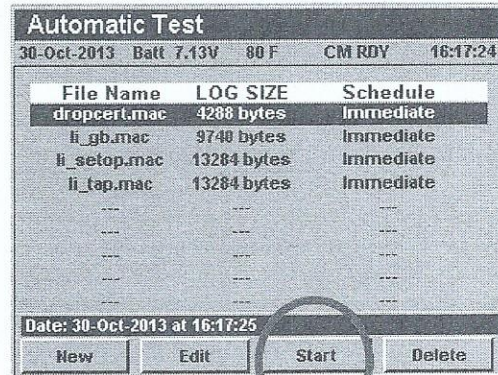 Automatic Test
30-Oct-2013 Batt 7.13V 80 F CM RDY 16:17:24
File Name LOG SIZE Schedule
dropcert.mac 4288 bytes Immediate
li_gb.mac 9740 bytes Immediate
li_setop.mac 13284 bytes Immediate
li_tap.mac 13284 bytes Immediate
--- --- ---
--- --- ---
--- --- ---
--- --- ---
--- --- ---
Date: 30-Oct-2013 at 16:17:25
New Edit Start Delete